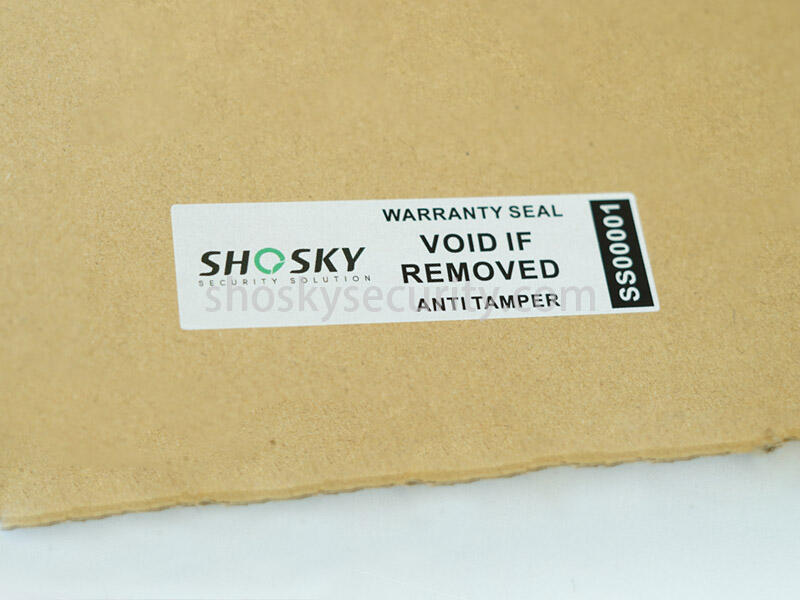 WARRANTY SEAL
SHOSKY
SECURITY SOLUTION
VOID IF
REMOVED
ANTI TAMPER
SS00001
shoskysecurity.com